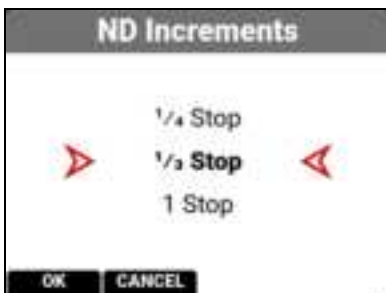 ND Increments
1/4 Stop
1/3 Stop
1 Stop
OK CANCEL